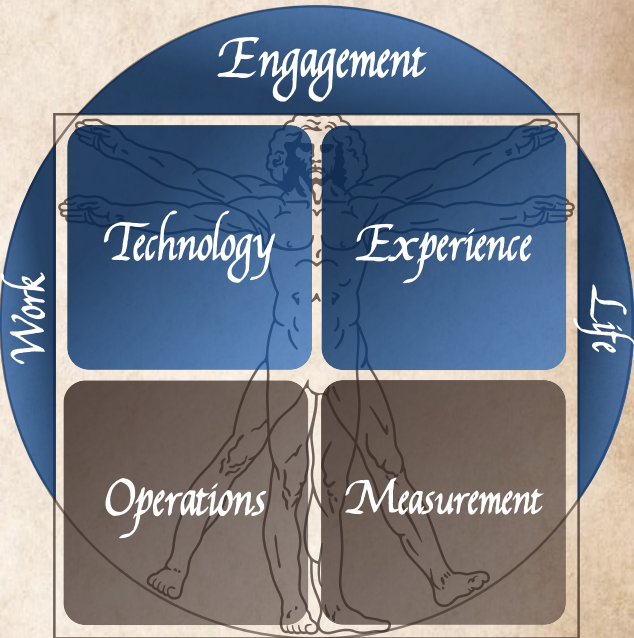 Engagement
Technology
Experience
Work
Life
Operations
Measurement